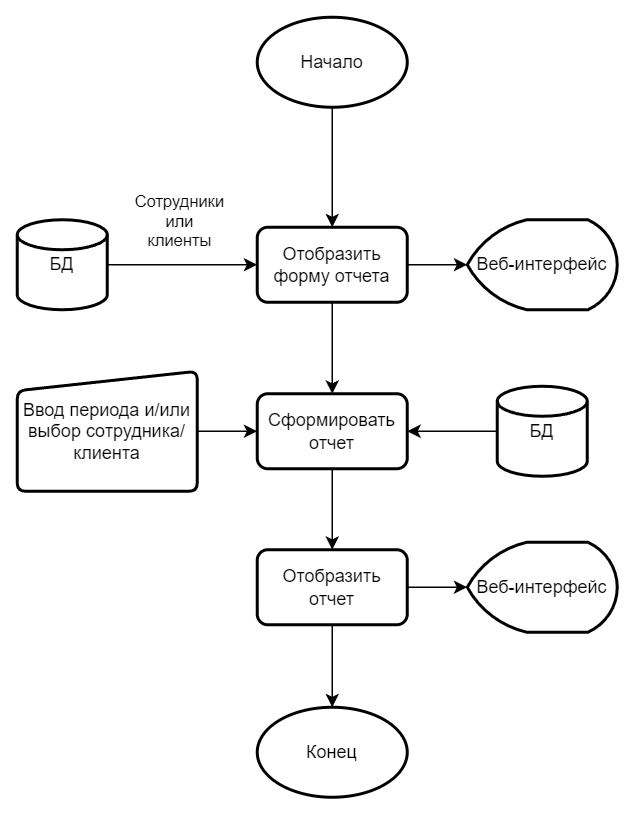 Начало
Сотрудники
или
клиенты
БД
Отобразить
форму отчета
Веб-интерфейс
Ввод периода и/или
выбор сотрудника/
клиента
Сформировать
отчет
БД
Отобразить
отчет
Веб-интерфейс
Конец